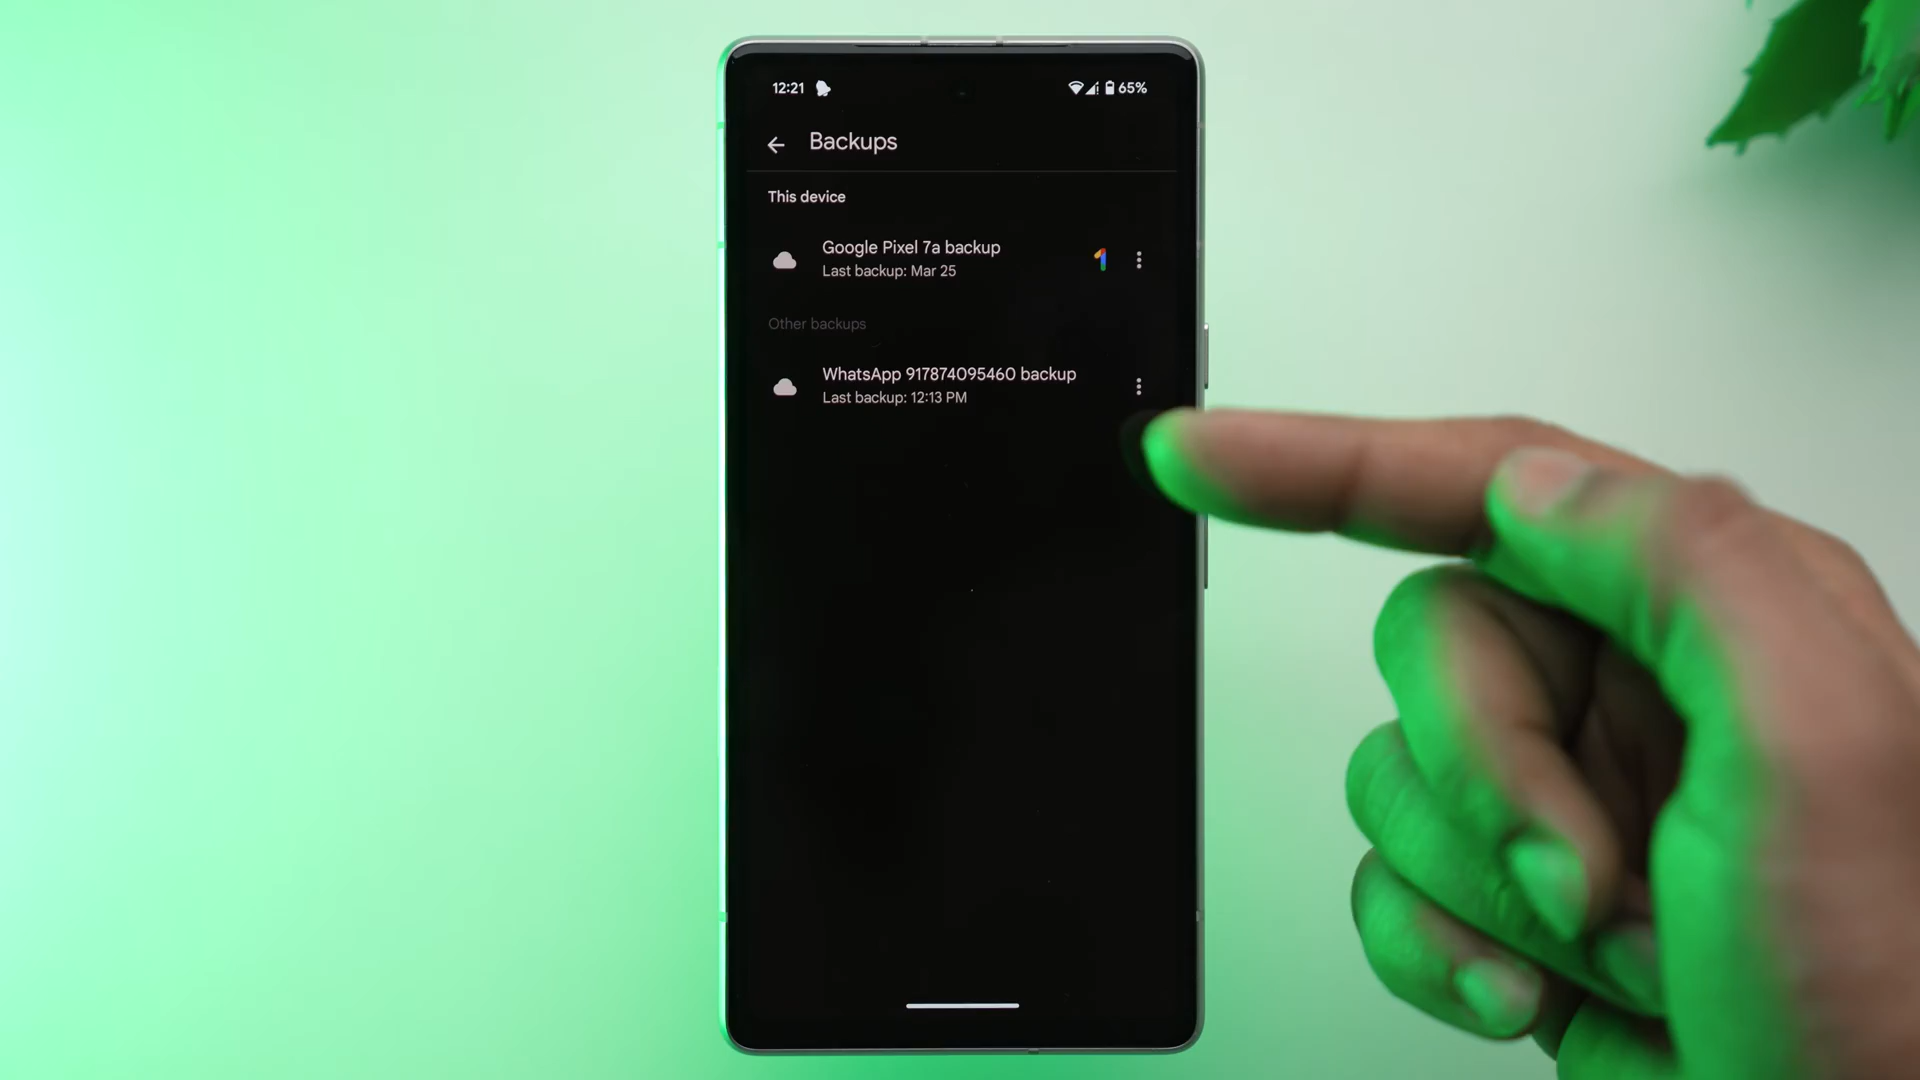 12:21 65%
Backups
This device
Google Pixel 7a backup
Last backup: Mar 25
Other backups
WhatsApp 917874095460 backup
Last backup: 12:13 PM